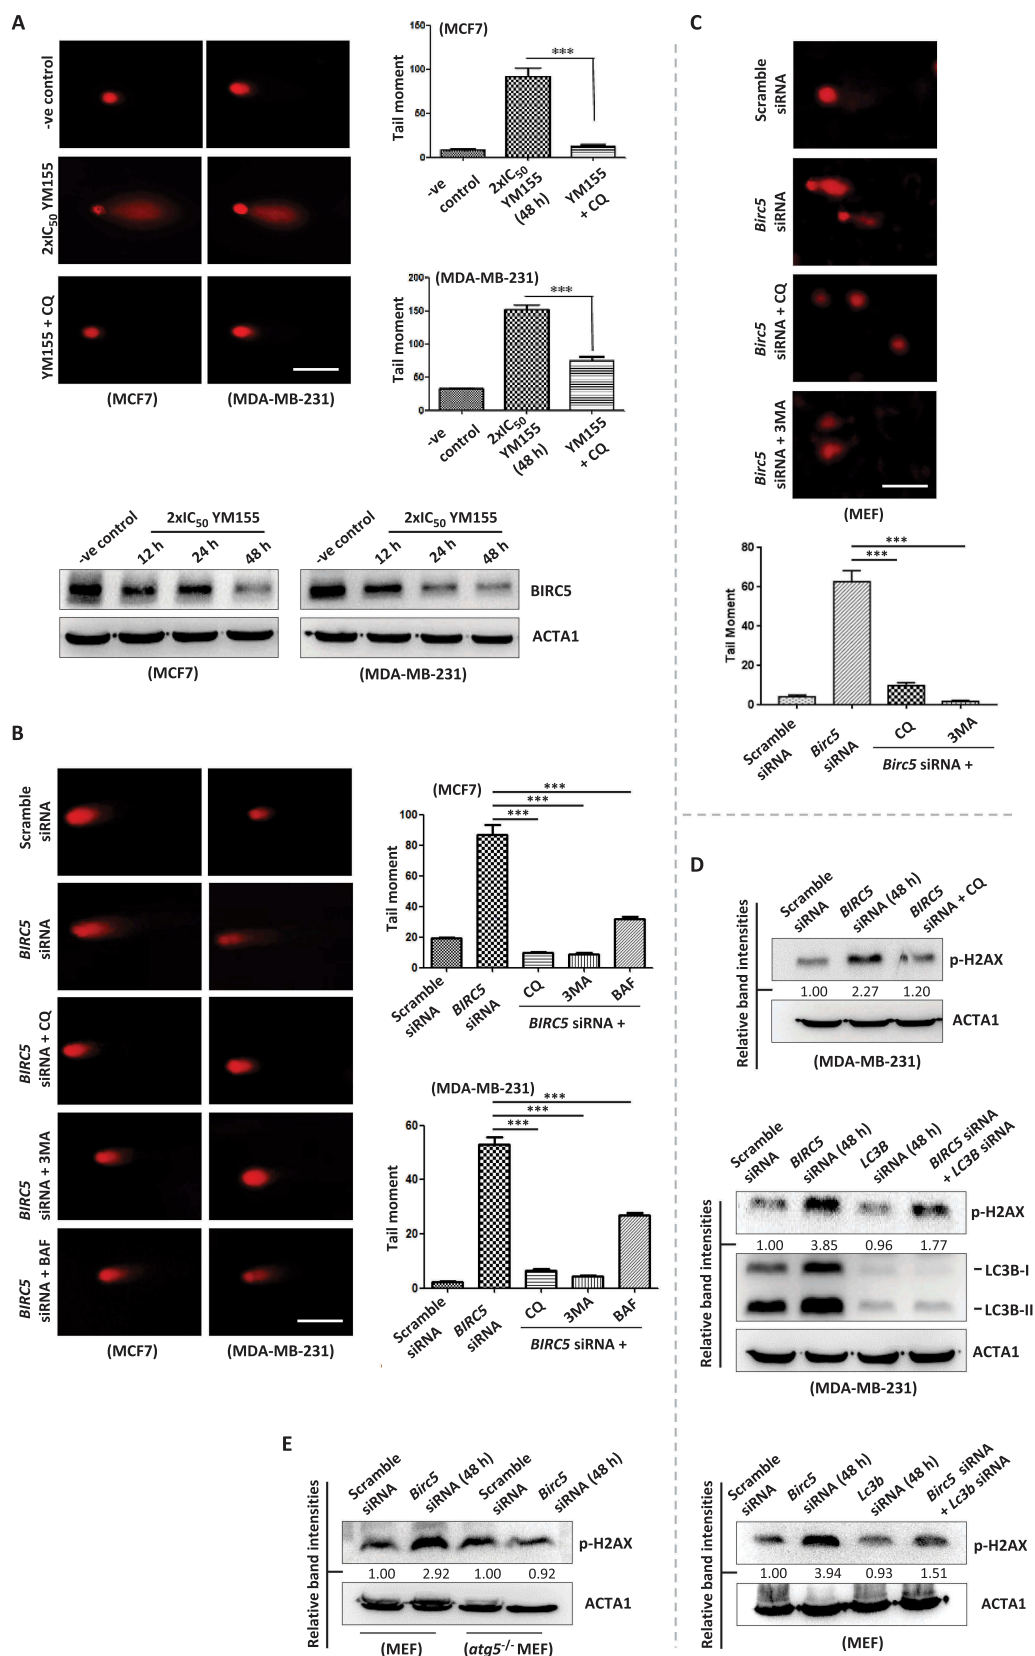 A
-ve control
2xIC50 YM155
YM155 + CQ
(MCF7)
(MDA-MB-231)
(MCF7)
Tail moment
150
100
50
0
***
-ve control
2xIC50 YM155 (48 h)
YM155 + CQ
(MDA-MB-231)
Tail moment
200
150
100
50
0
***
-ve control
2xIC50 YM155 (48 h)
YM155 + CQ
-ve control
2xIC50 YM155
12 h
24 h
48 h
-ve control
2xIC50 YM155
12 h
24 h
48 h
BIRC5
ACTA1
(MCF7)
(MDA-MB-231)
B
Scramble siRNA
BIRC5 siRNA
BIRC5 siRNA + CQ
BIRC5 siRNA + 3MA
BIRC5 siRNA + BAF
(MCF7)
(MDA-MB-231)
(MCF7)
Tail moment
100
80
60
40
20
0
***
***
***
Scramble siRNA
BIRC5 siRNA
CQ
3MA
BAF
BIRC5 siRNA +
(MDA-MB-231)
Tail moment
60
40
20
0
***
***
***
Scramble siRNA
BIRC5 siRNA
CQ
3MA
BAF
BIRC5 siRNA +
C
Scramble siRNA
Birc5 siRNA
Birc5 siRNA + CQ
Birc5 siRNA + 3MA
(MEF)
Tail Moment
80
60
40
20
0
***
***
Scramble siRNA
Birc5 siRNA
CQ
3MA
Birc5 siRNA +
D
Relative band intensities
Scramble siRNA
BIRC5 siRNA (48 h)
BIRC5 siRNA + CQ
p-H2AX
1.00 2.27 1.20
ACTA1
(MDA-MB-231)
Relative band intensities
Scramble siRNA
BIRC5 siRNA (48 h)
LC3B siRNA (48 h)
BIRC5 siRNA + LC3B siRNA
p-H2AX
1.00 3.85 0.96 1.77
LC3B-I
LC3B-II
ACTA1
(MDA-MB-231)
Relative band intensities
Scramble siRNA
Birc5 siRNA (48 h)
Lc3b siRNA (48 h)
Birc5 siRNA + Lc3b siRNA
p-H2AX
1.00 3.94 0.93 1.51
ACTA1
(MEF)
E
Relative band intensities
Scramble siRNA
Birc5 siRNA (48 h)
Scramble siRNA
Birc5 siRNA (48 h)
p-H2AX
1.00 2.92 1.00 0.92
ACTA1
(MEF)
(atg5-/- MEF)